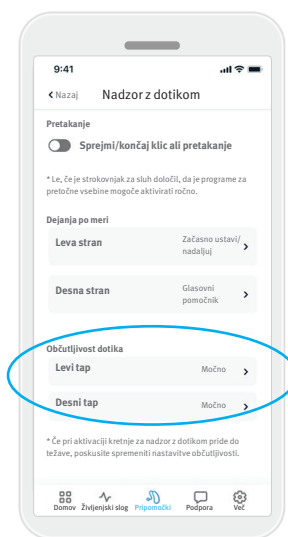 9:41
Nazaj Nadzor z dotikom
Pretakanje
Sprejmi/končaj klic ali pretakanje
* Le, če je strokovnjak za sluh določil, da je programe za
pretočne vsebine mogoče aktivirati ročno.
Dejanja po meri
Leva stran Začasno ustavi/
nadaljuj
Desna stran Glasovni
pomočnik
Občutljivost dotika
Levi tap Močno
Desni tap Močno
* Če pri aktivaciji kretnje za nadzor z dotikom pride do
težave, poskusite spremeniti nastavitve občutljivosti.
Domov Življenjski slog Pripomočki Podpora Več